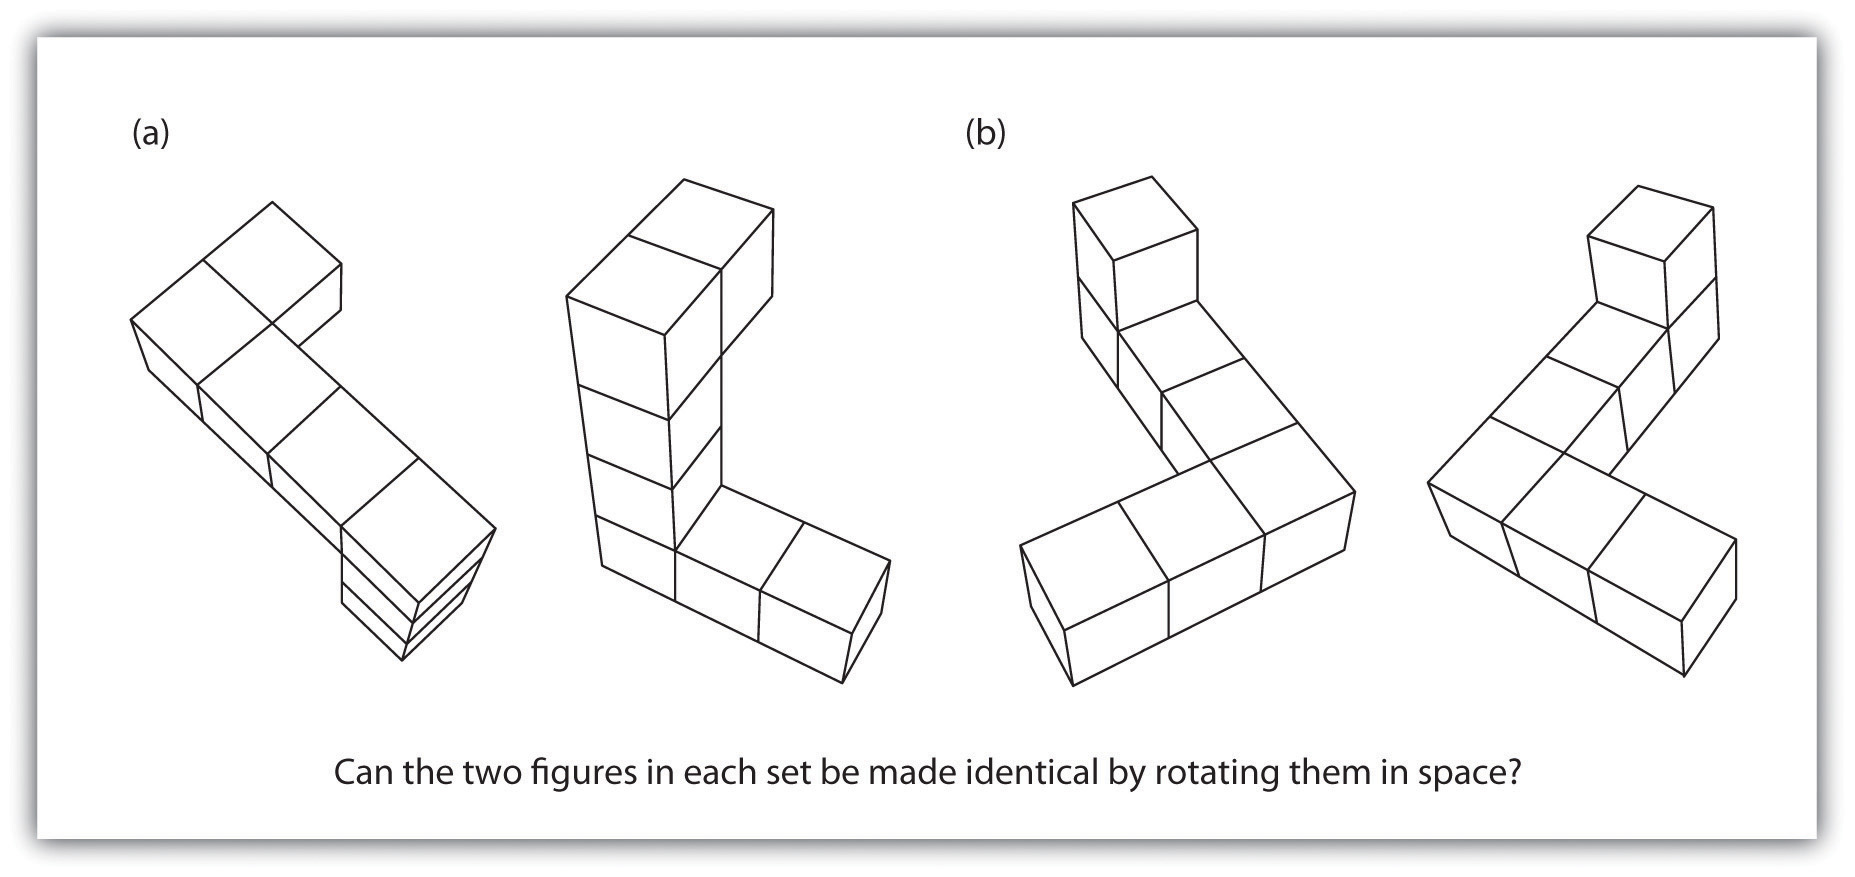 (a)
(b)
Can the two figures in each set be made identical by rotating them in space?